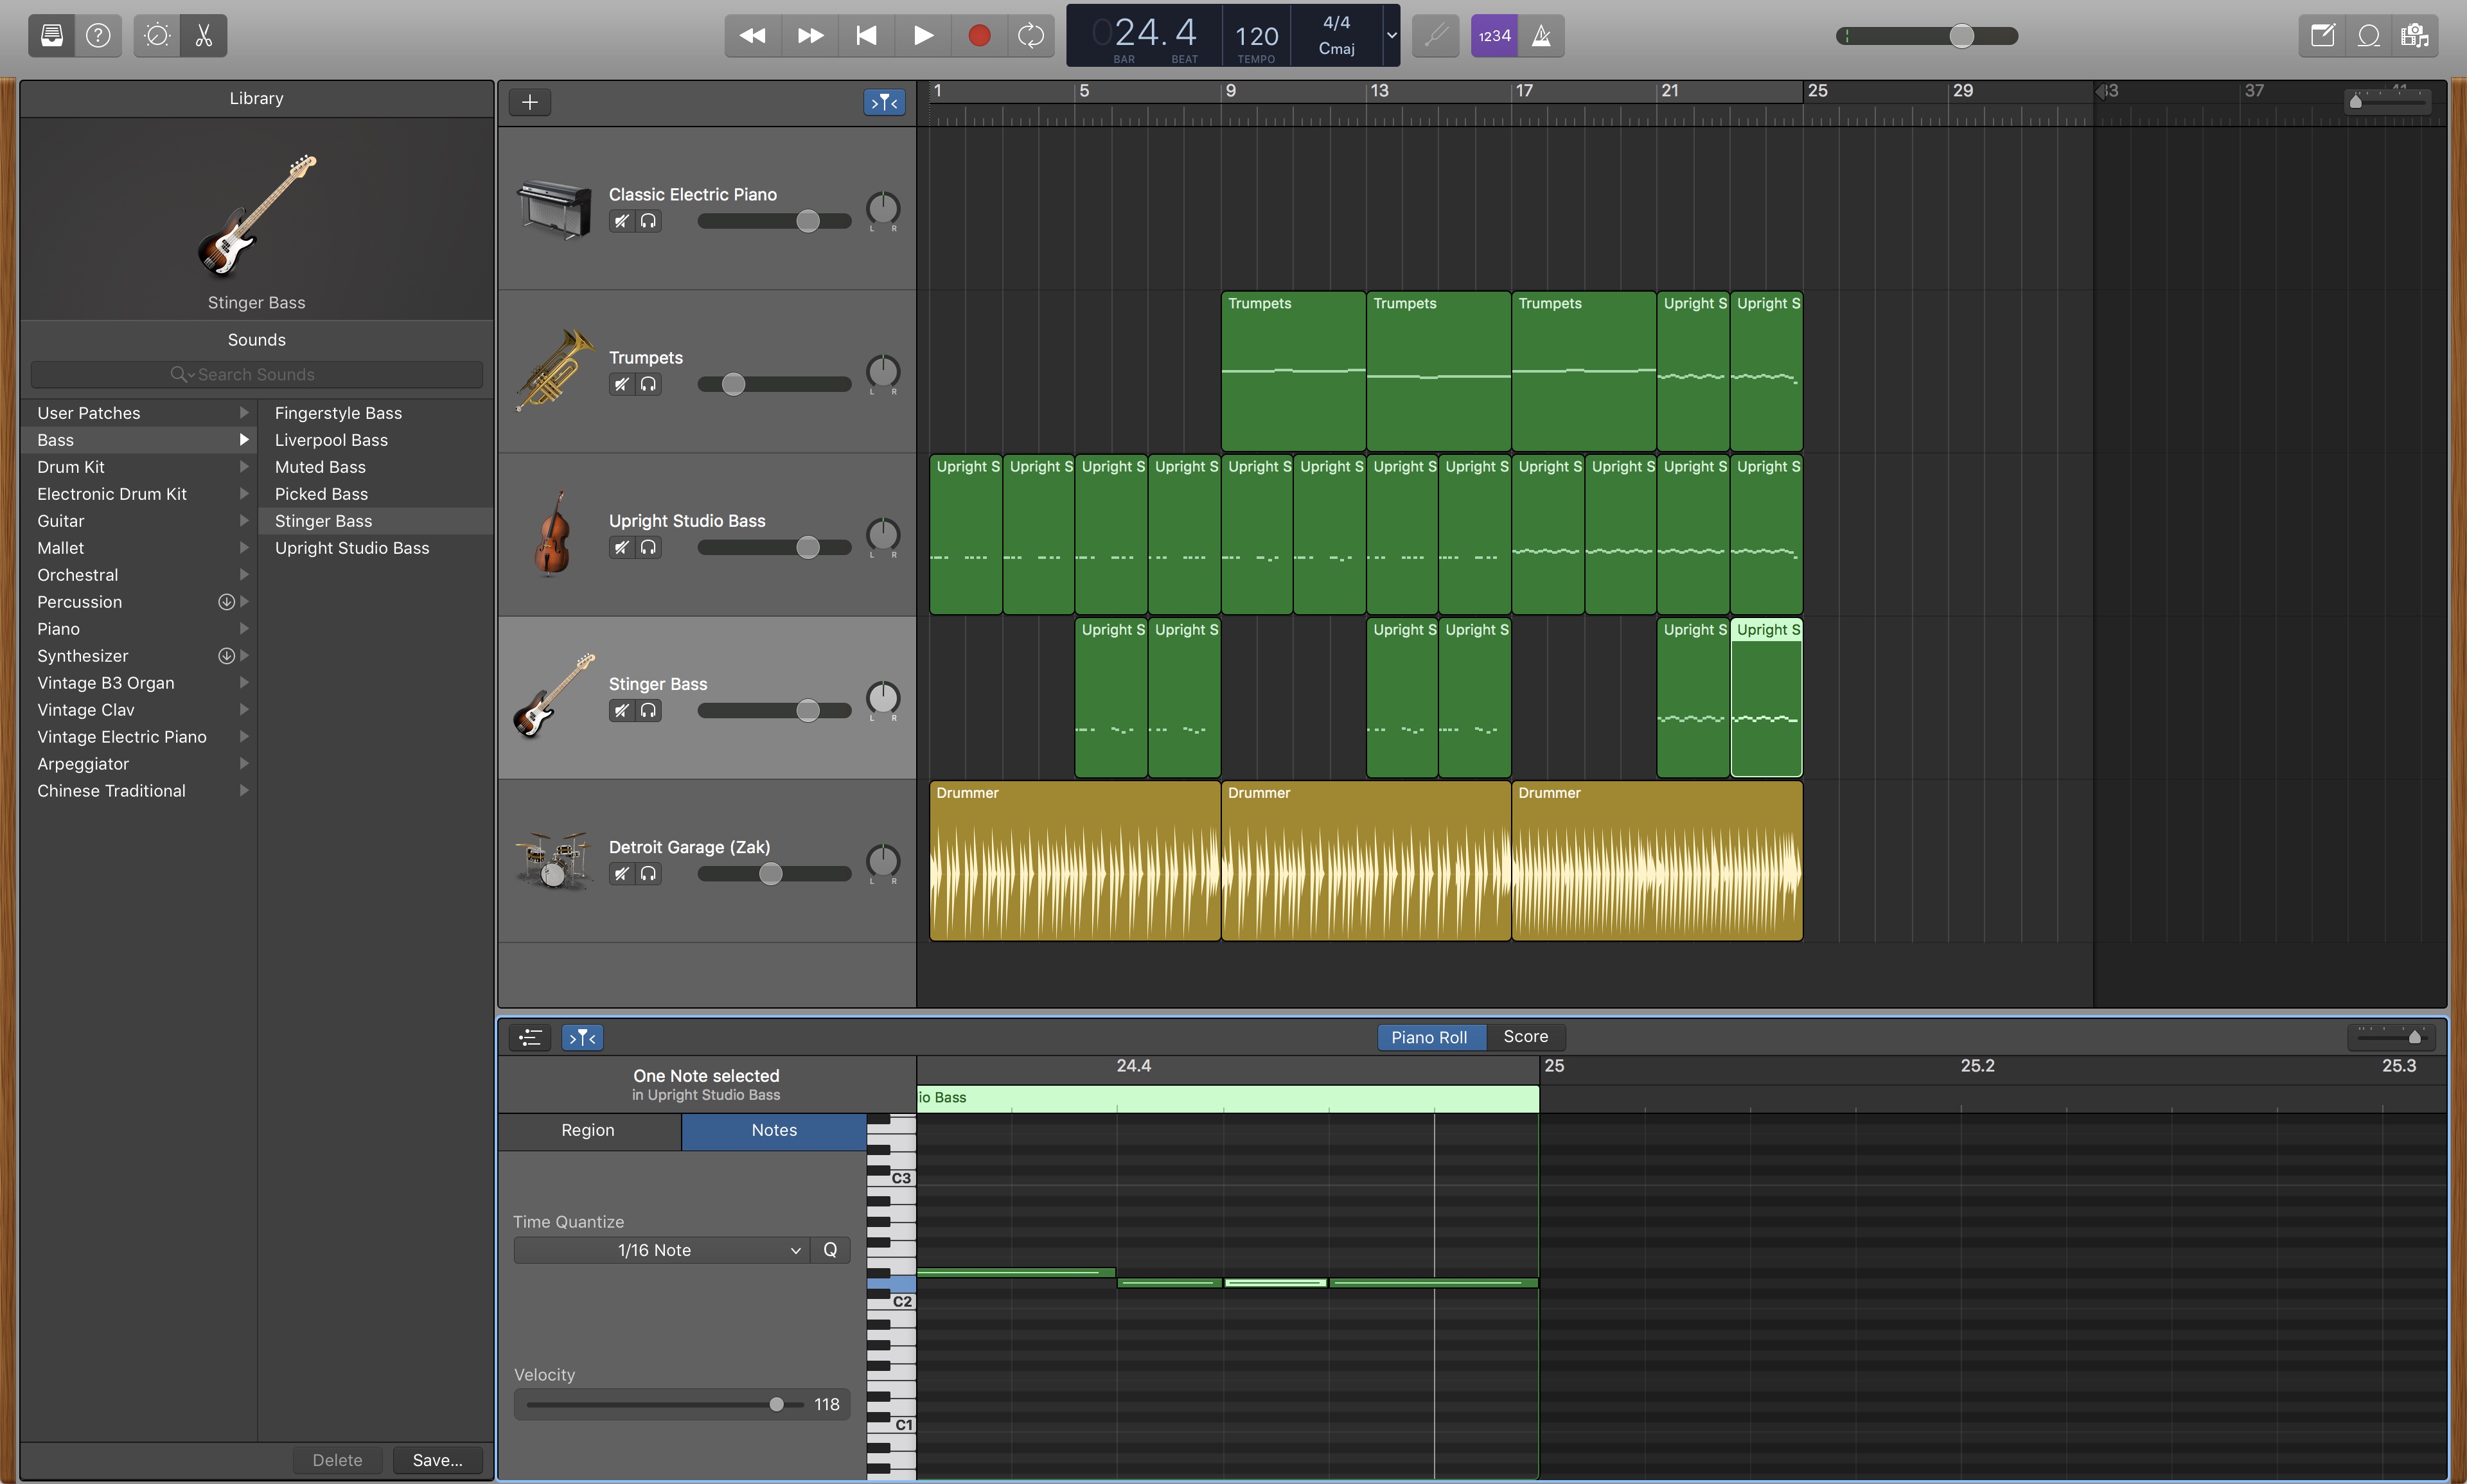 024.4
120
4/4
Cmaj
BAR
BEAT
TEMPO
1234
Library
Stinger Bass
Sounds
Search Sounds
User Patches
Bass
Drum Kit
Electronic Drum Kit
Guitar
Mallet
Orchestral
Percussion
Piano
Synthesizer
Vintage B3 Organ
Vintage Clav
Vintage Electric Piano
Arpeggiator
Chinese Traditional
Fingerstyle Bass
Liverpool Bass
Muted Bass
Picked Bass
Stinger Bass
Upright Studio Bass
Delete
Save...
1 5 9 13 17 21 25 29 33 37 41
Classic Electric Piano
L R
Trumpets
L R
Trumpets Trumpets Trumpets Upright S Upright S
Upright Studio Bass
L R
Upright S Upright S Upright S Upright S Upright S Upright S Upright S Upright S Upright S Upright S Upright S Upright S
Stinger Bass
L R
Upright S Upright S Upright S Upright S Upright S Upright S
Detroit Garage (Zak)
L R
Drummer Drummer Drummer
Piano Roll
Score
One Note selected
in Upright Studio Bass
24.4 25 25.2 25.3
io Bass
Region
Notes
Time Quantize
1/16 Note
Q
Velocity
118
C3
C2
C1